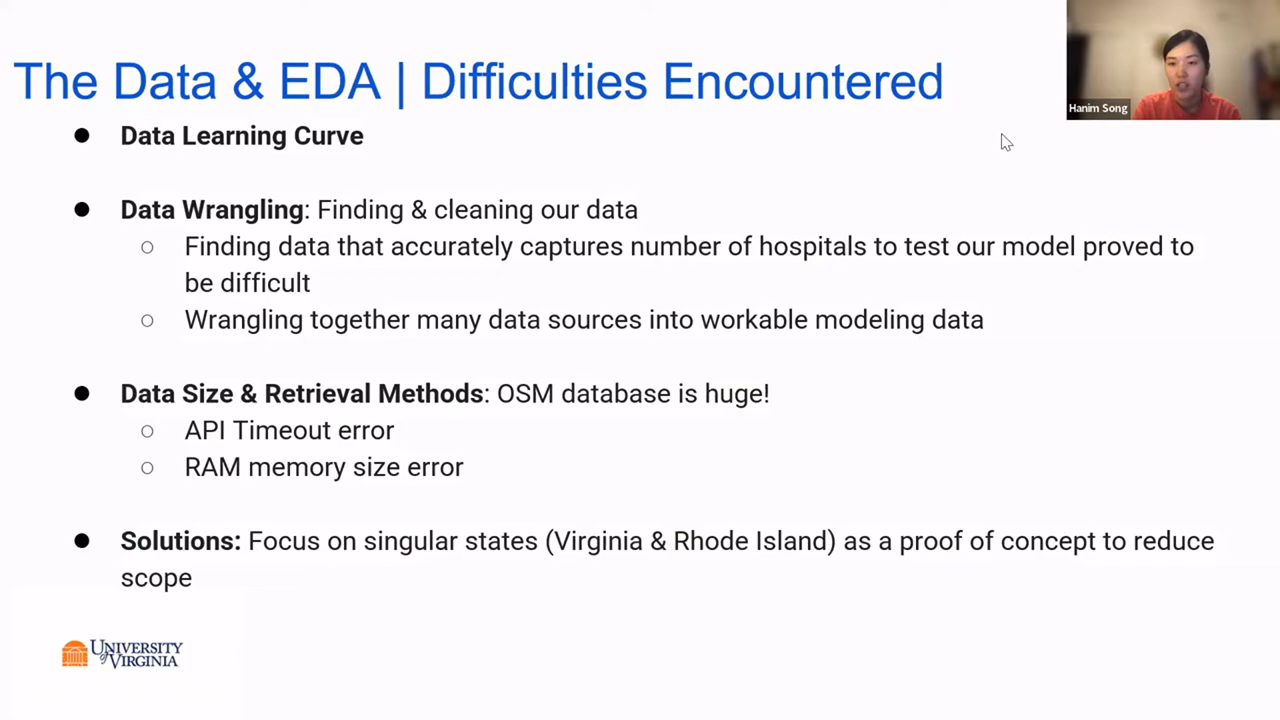 The Data & EDA | Difficulties Encountered
Hanim Song
● Data Learning Curve
● Data Wrangling: Finding & cleaning our data
○ Finding data that accurately captures number of hospitals to test our model proved to
be difficult
○ Wrangling together many data sources into workable modeling data
● Data Size & Retrieval Methods: OSM database is huge!
○ API Timeout error
○ RAM memory size error
● Solutions: Focus on singular states (Virginia & Rhode Island) as a proof of concept to reduce
scope
UNIVERSITY
of VIRGINIA